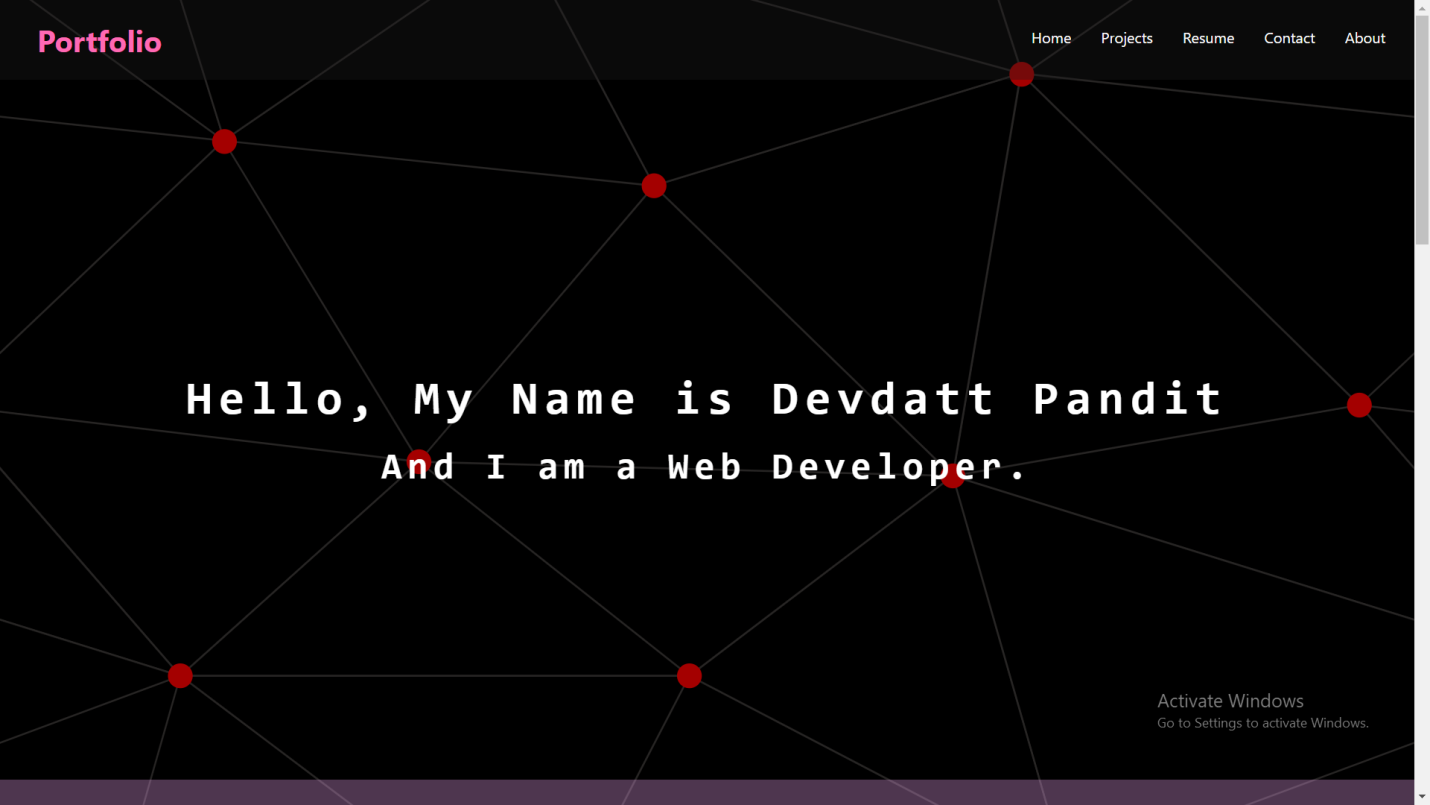 Portfolio
Home Projects Resume Contact About
Hello, My Name is Devdatt Pandit
And I am a Web Developer.
Activate Windows
Go to Settings to activate Windows.